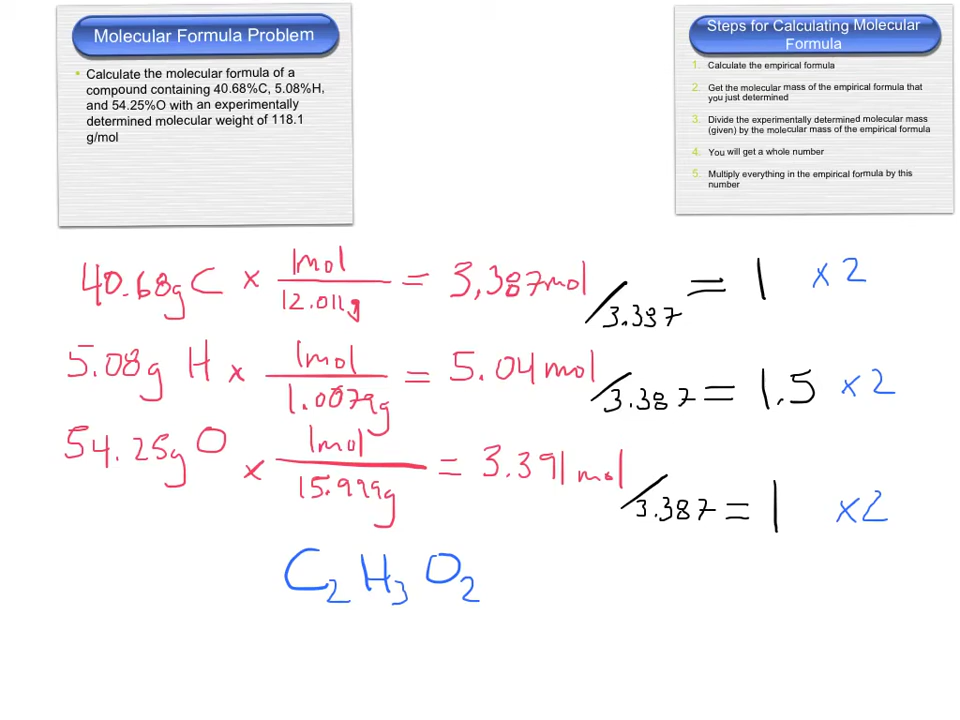 Molecular Formula Problem
• Calculate the molecular formula of a
compound containing 40.68%C, 5.08%H,
and 54.25%O with an experimentally
determined molecular weight of 118.1
g/mol
Steps for Calculating Molecular
Formula
1. Calculate the empirical formula
2. Get the molecular mass of the empirical formula that
you just determined
3. Divide the experimentally determined molecular mass
(given) by the molecular mass of the empirical formula
4. You will get a whole number
5. Multiply everything in the empirical formula by this
number
40.68g C × 1mol/12.011g = 3,387mol /3.387 = 1 ×2
5.08g H × 1mol/1.0079g = 5.04mol /3.387 = 1.5 ×2
54.25g O × 1mol/15.999g = 3.391mol /3.387 = 1 ×2
C₂H₃O₂